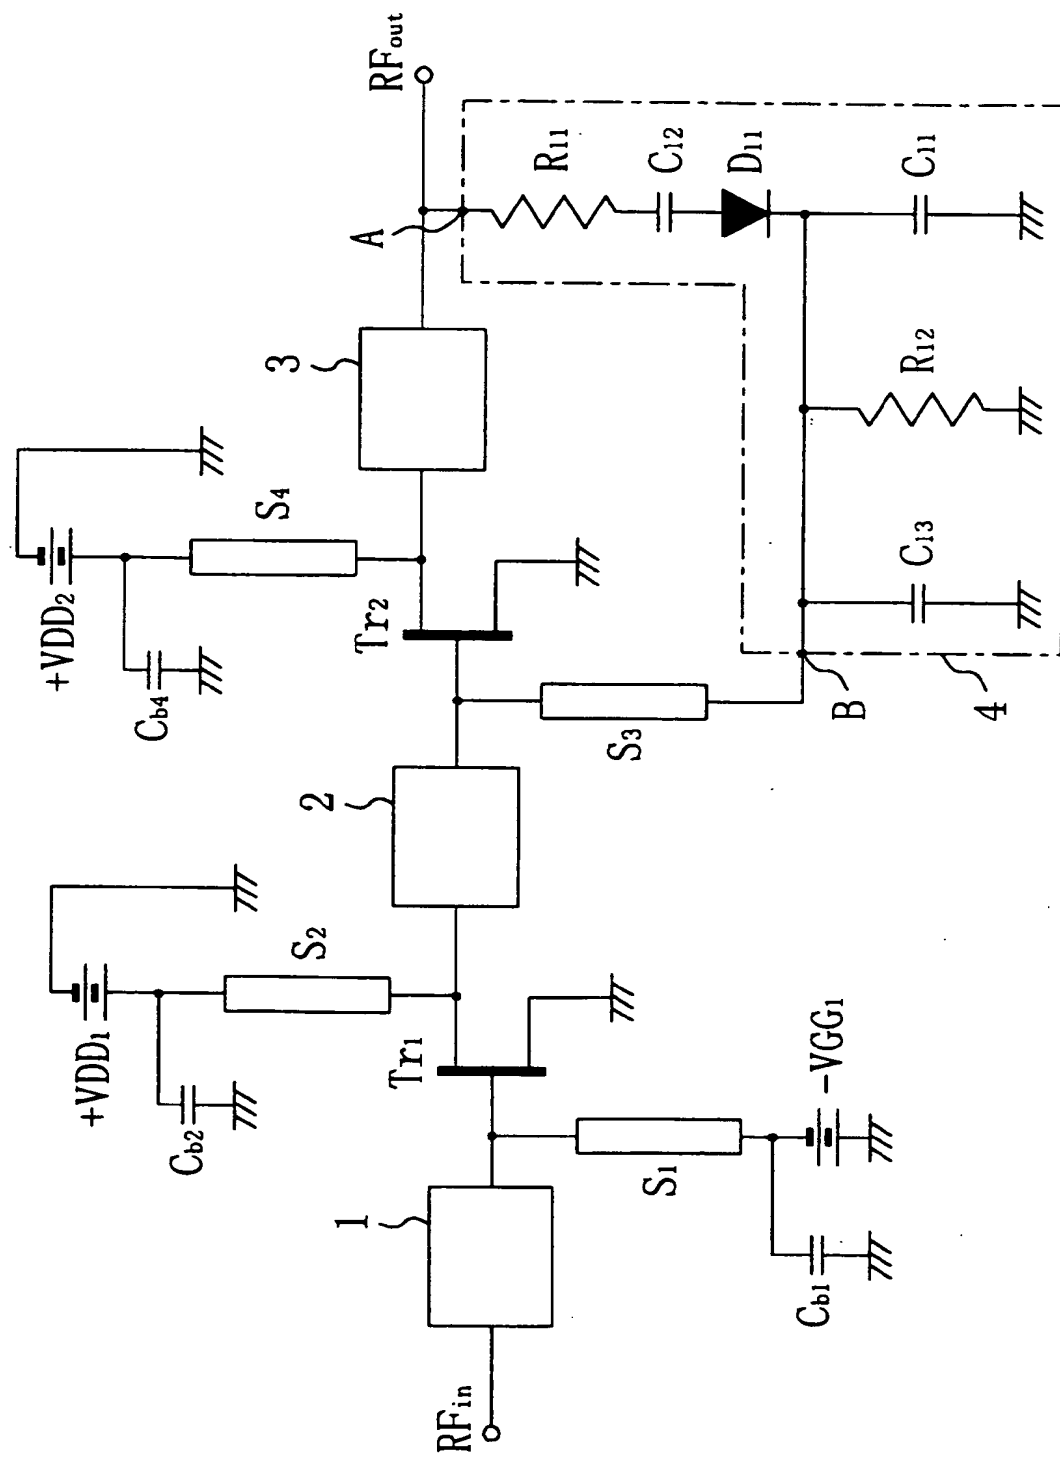 RFin
1
Cb1
S1
-VGG1
Tr1
+VDD1
Cb2
S2
2
S3
Tr2
+VDD2
Cb4
S4
3
A
RFout
R11
C12
D11
C11
R12
C13
B
4